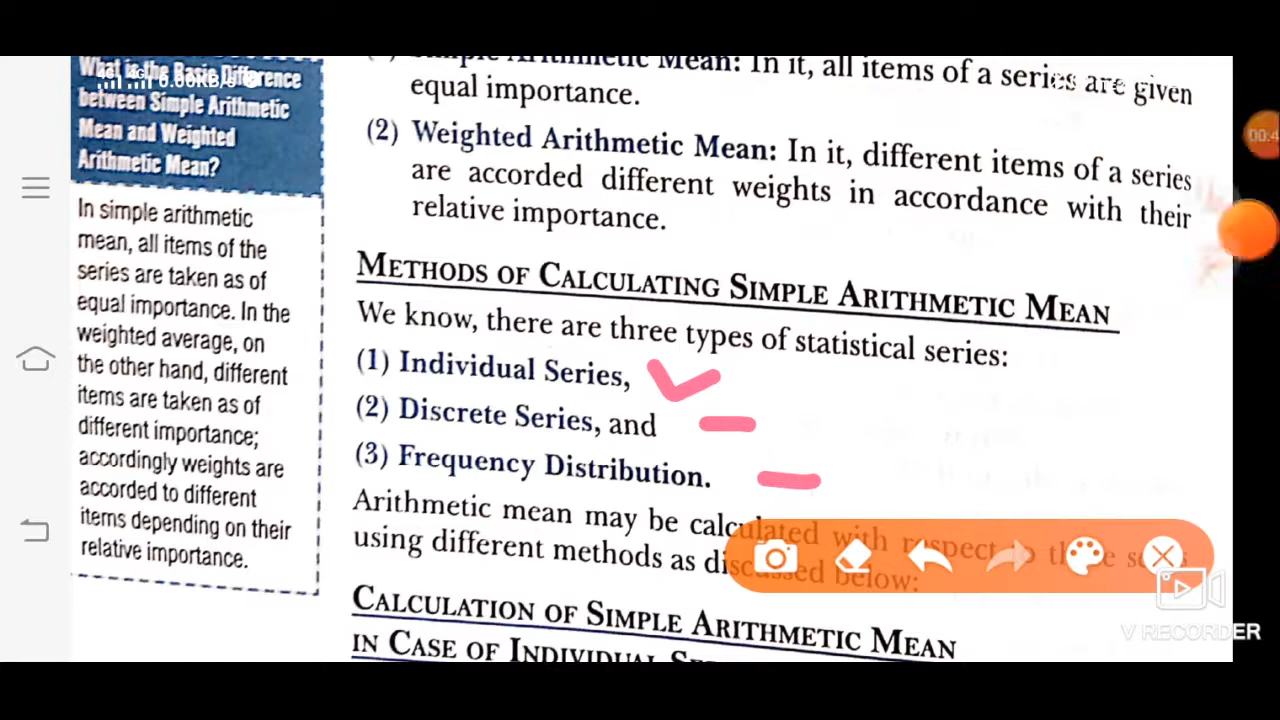 What is the Basic Difference
between Simple Arithmetic
Mean and Weighted
Arithmetic Mean?
In simple arithmetic
mean, all items of the
series are taken as of
equal importance. In the
weighted average, on
the other hand, different
items are taken as of
different importance;
accordingly weights are
accorded to different
items depending on their
relative importance.
Simple Arithmetic Mean: In it, all items of a series are given
equal importance.
(2) Weighted Arithmetic Mean: In it, different items of a series
are accorded different weights in accordance with their
relative importance.
METHODS OF CALCULATING SIMPLE ARITHMETIC MEAN
We know, there are three types of statistical series:
(1) Individual Series,
(2) Discrete Series, and
(3) Frequency Distribution.
Arithmetic mean may be calculated with respect to these series
using different methods as discussed below:
CALCULATION OF SIMPLE ARITHMETIC MEAN
IN CASE OF INDIVIDUAL
00:4
V RECORDER